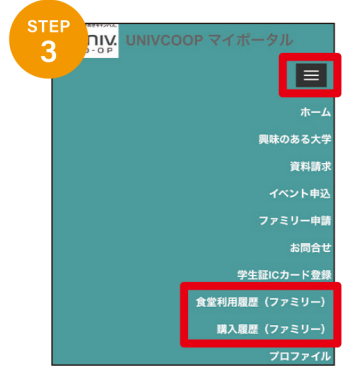 STEP
3
UNIV.
CO-OP
UNIVCOOP マイポータル
ホーム
興味のある大学
資料請求
イベント申込
ファミリー申請
お問合せ
学生証ICカード登録
食堂利用履歴（ファミリー）
購入履歴（ファミリー）
プロファイル